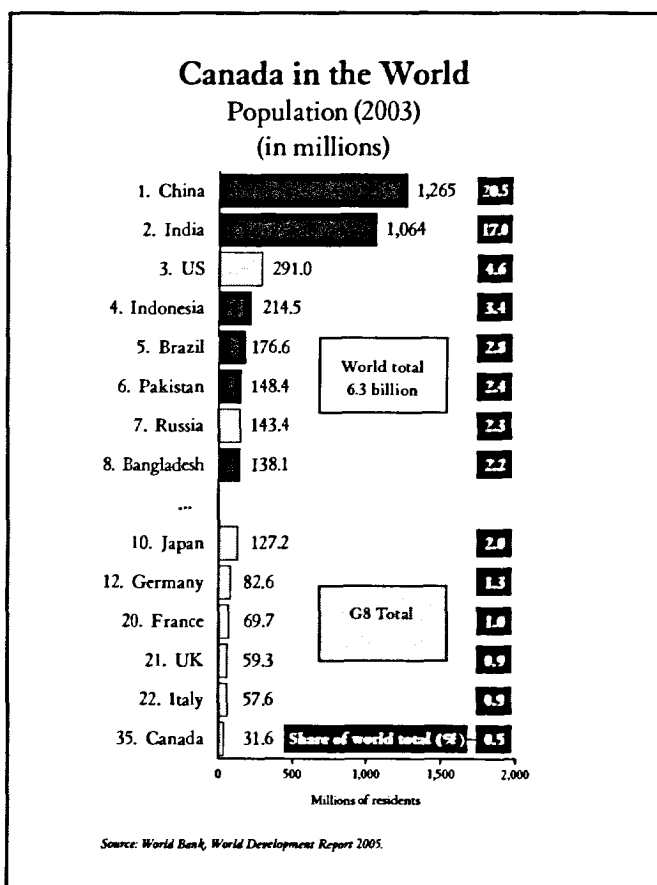 Canada in the World
Population (2003)
(in millions)
1. China 1,265 20.5
2. India 1,064 17.0
3. US 291.0 4.6
4. Indonesia 214.5 3.4
5. Brazil 176.6 2.8
World total
6.3 billion
6. Pakistan 148.4 2.4
7. Russia 143.4 2.3
8. Bangladesh 138.1 2.2
...
10. Japan 127.2 2.0
12. Germany 82.6 1.3
G8 Total
20. France 69.7 1.0
21. UK 59.3 0.9
22. Italy 57.6 0.9
35. Canada 31.6 Share of world total (%) 0.5
0 500 1,000 1,500 2,000
Millions of residents
Source: World Bank, World Development Report 2005.